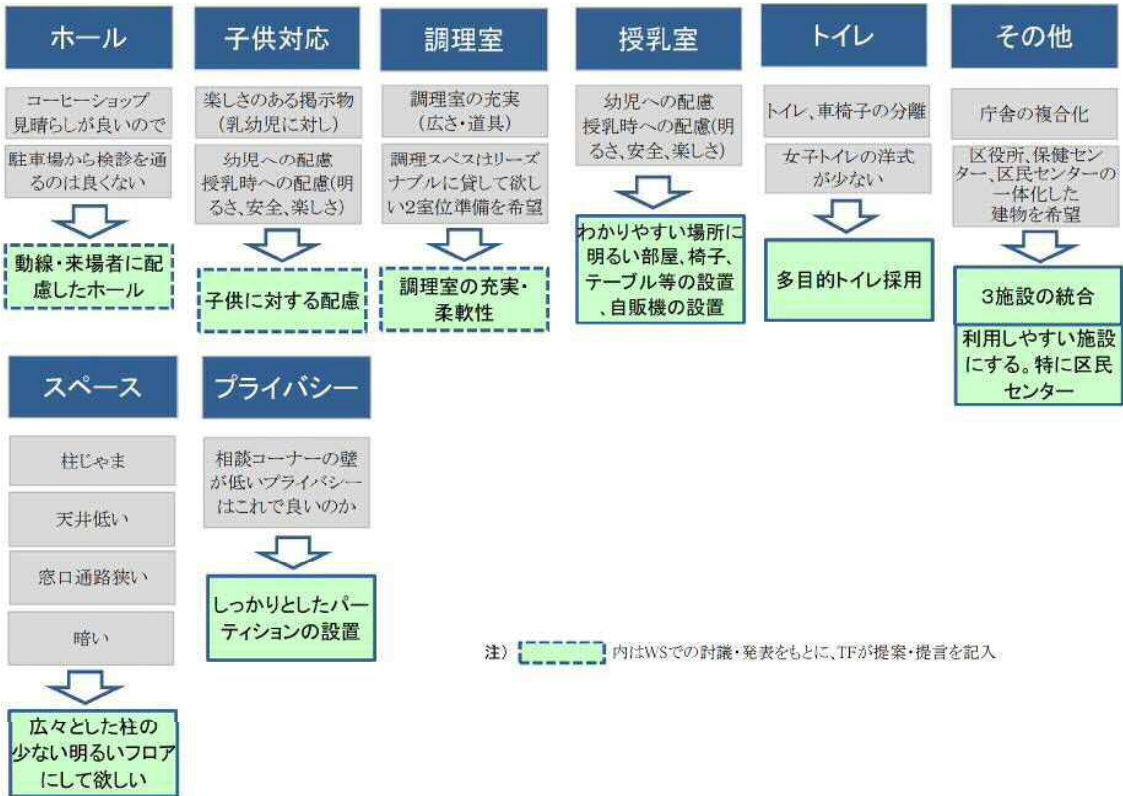 ホール
コーヒーショップ
見晴らしが良いので
駐車場から検診を通
るのは良くない
動線・来場者に配
慮したホール
子供対応
楽しさのある掲示物
(乳幼児に対し)
幼児への配慮
授乳時への配慮(明
るさ、安全、楽しさ)
子供に対する配慮
調理室
調理室の充実
(広さ・道具)
調理スペスはリーズ
ナブルに貸して欲し
い2室位準備を希望
調理室の充実・
柔軟性
授乳室
幼児への配慮
授乳時への配慮(明
るさ、安全、楽しさ)
わかりやすい場所に
明るい部屋、椅子、
テーブル等の設置
、自販機の設置
トイレ
トイレ、車椅子の分離
女子トイレの洋式
が少ない
多目的トイレ採用
その他
庁舎の複合化
区役所、保健セン
ター、区民センターの
一体化した
建物を希望
3施設の統合
利用しやすい施設
にする。特に区民
センター
スペース
柱じゃま
天井低い
窓口通路狭い
暗い
広々とした柱の
少ない明るいフロア
にして欲しい
プライバシー
相談コーナーの壁
が低いプライバシー
はこれで良いのか
しっかりとしたパー
ティションの設置
注) 内はWSでの討議・発表をもとに、TFが提案・提言を記入